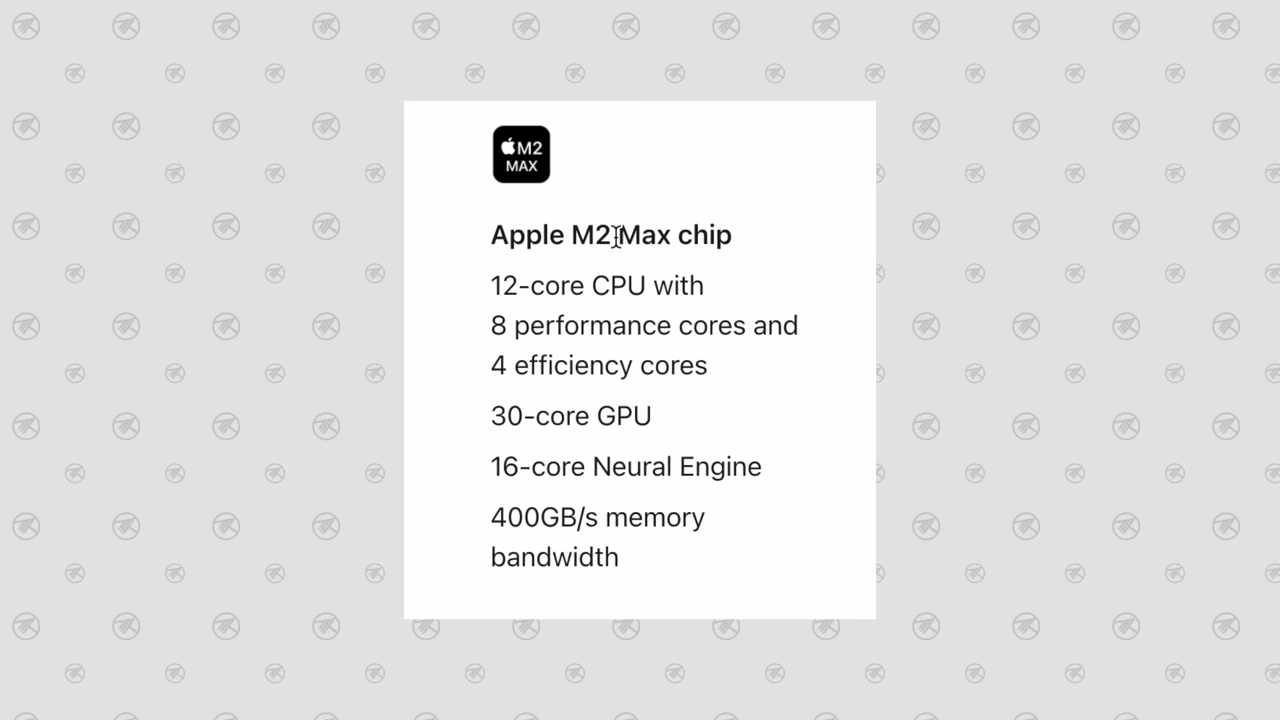 M2
MAX
Apple M2 Max chip
12-core CPU with
8 performance cores and
4 efficiency cores
30-core GPU
16-core Neural Engine
400GB/s memory
bandwidth